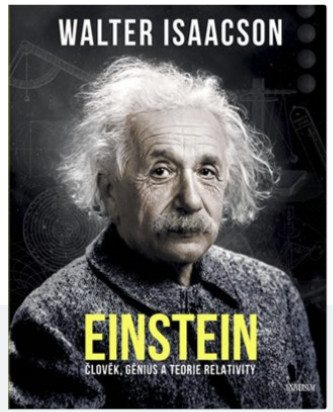 WALTER ISAACSON
EINSTEIN
ČLOVĚK, GÉNIUS A TEORIE RELATIVITY